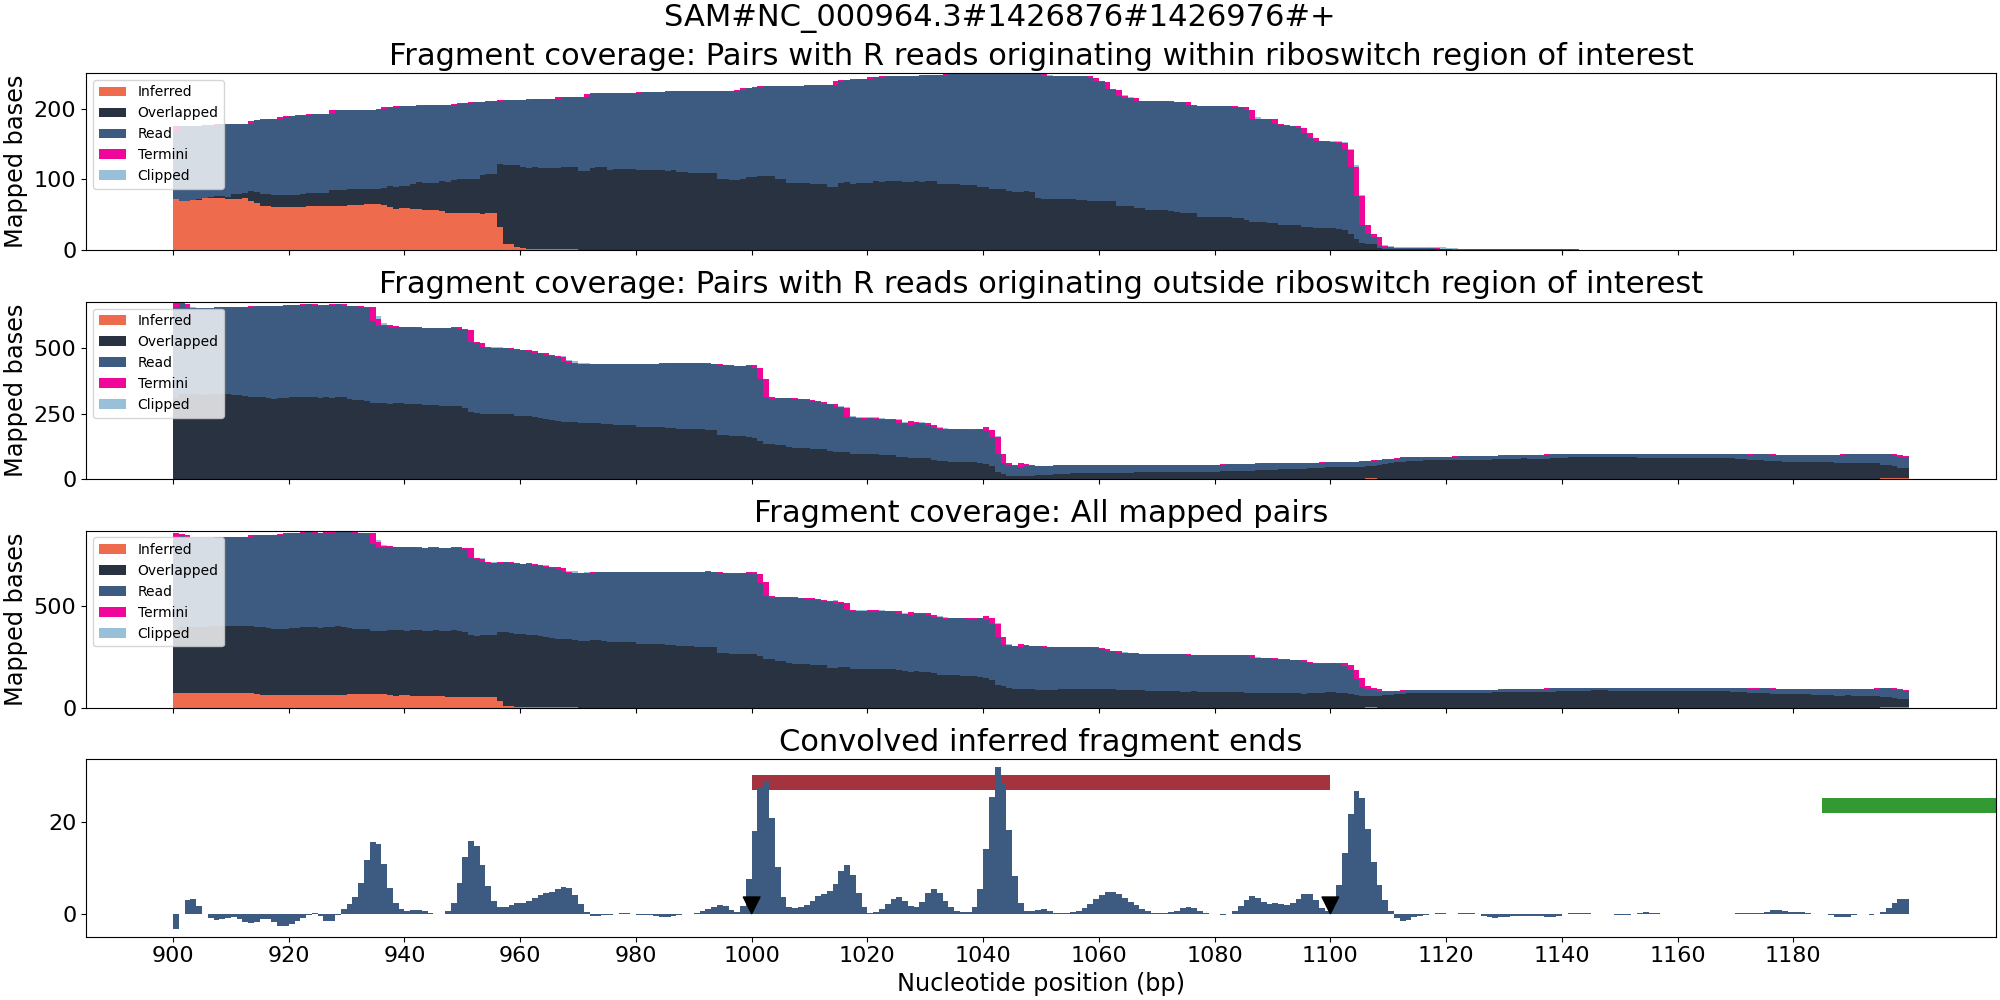 SAM#NC_000964.3#1426876#1426976#+
Fragment coverage: Pairs with R reads originating within riboswitch region of interest
Mapped bases
200
100
0
Inferred
Overlapped
Read
Termini
Clipped
Fragment coverage: Pairs with R reads originating outside riboswitch region of interest
Mapped bases
500
250
0
Inferred
Overlapped
Read
Termini
Clipped
Fragment coverage: All mapped pairs
Mapped bases
500
0
Inferred
Overlapped
Read
Termini
Clipped
Convolved inferred fragment ends
20
0
900 920 940 960 980 1000 1020 1040 1060 1080 1100 1120 1140 1160 1180
Nucleotide position (bp)